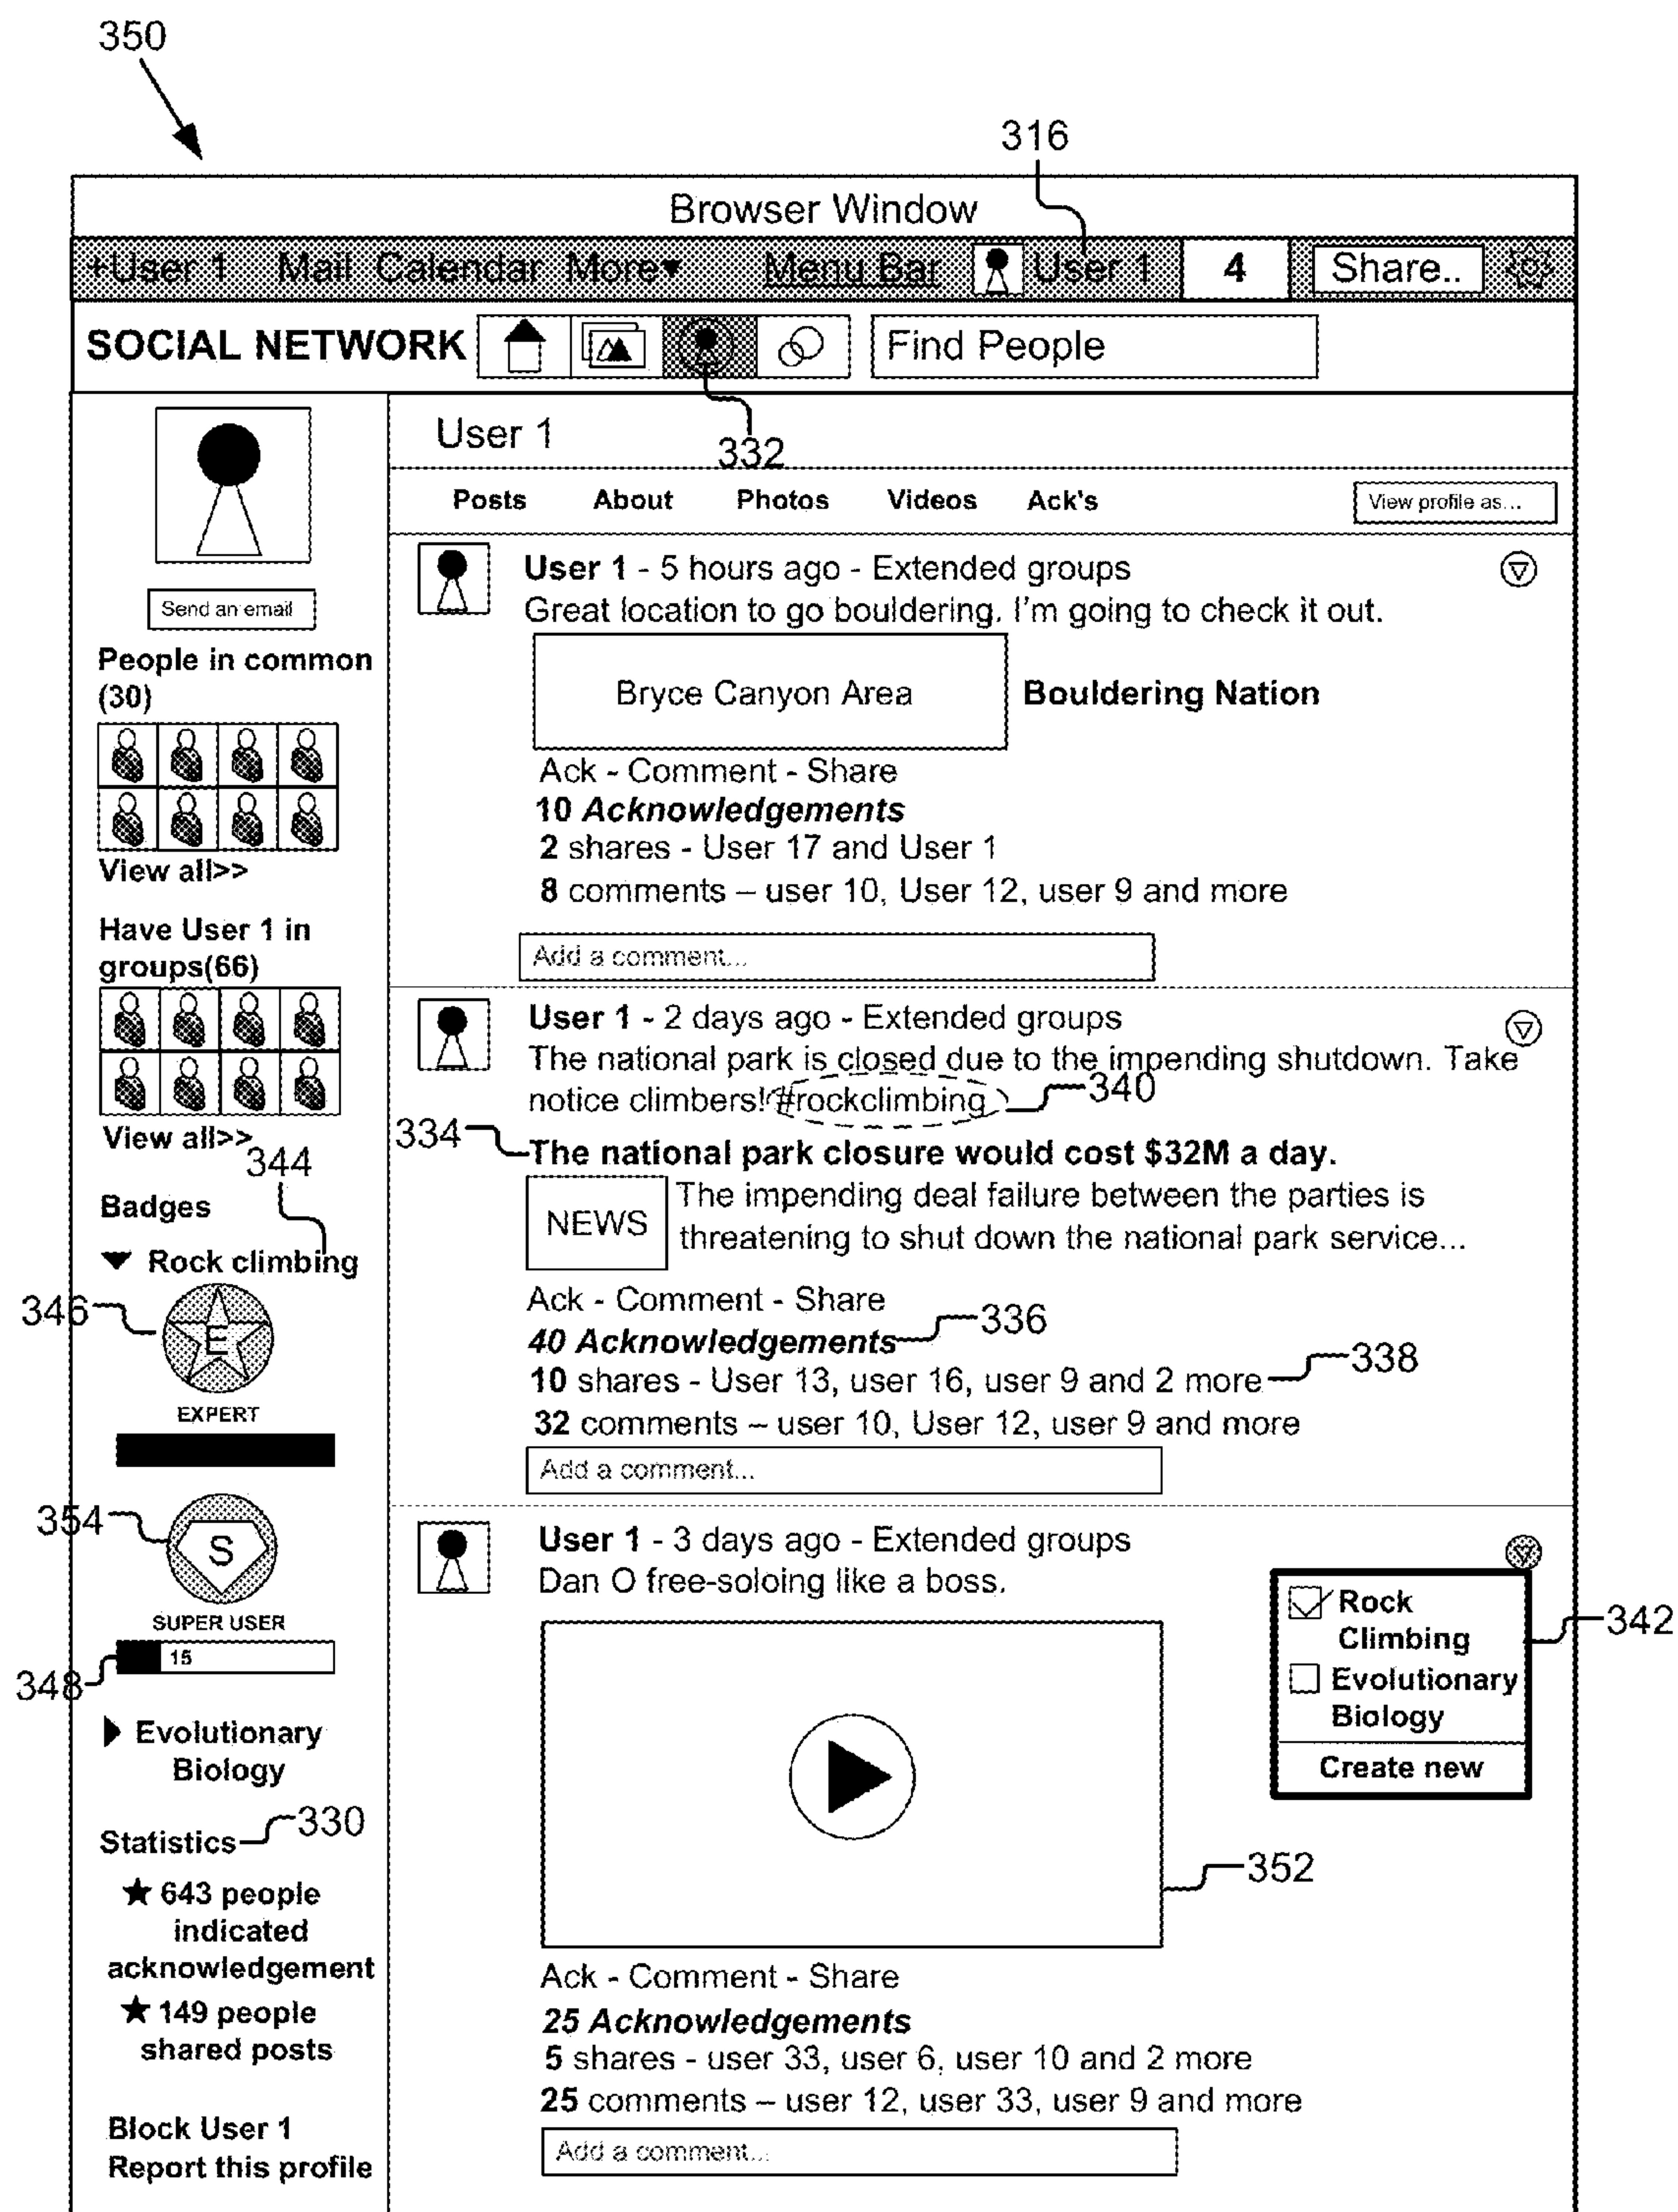 350
316
Browser Window
+User 1 Mail Calendar More▾ Menu Bar User 1 4 Share..
SOCIAL NETWORK Find People
332
User 1
Posts About Photos Videos Ack's View profile as...
Send an email
People in common
(30)
View all>>
Have User 1 in
groups(66)
View all>>
344
Badges
Rock climbing
346
E
EXPERT
354
S
SUPER USER
15
348
Evolutionary
Biology
330
Statistics
★ 643 people
indicated
acknowledgement
★ 149 people
shared posts
Block User 1
Report this profile
User 1 - 5 hours ago - Extended groups
Great location to go bouldering. I'm going to check it out.
Bryce Canyon Area Bouldering Nation
Ack - Comment - Share
10 Acknowledgements
2 shares - User 17 and User 1
8 comments – user 10, User 12, user 9 and more
Add a comment...
User 1 - 2 days ago - Extended groups
The national park is closed due to the impending shutdown. Take
notice climbers! #rockclimbing 340
334
The national park closure would cost $32M a day.
NEWS
The impending deal failure between the parties is
threatening to shut down the national park service...
Ack - Comment - Share
40 Acknowledgements 336
10 shares - User 13, user 16, user 9 and 2 more 338
32 comments – user 10, User 12, user 9 and more
Add a comment...
User 1 - 3 days ago - Extended groups
Dan O free-soloing like a boss.
Rock
Climbing
342
Evolutionary
Biology
Create new
352
Ack - Comment - Share
25 Acknowledgements
5 shares - user 33, user 6, user 10 and 2 more
25 comments – user 12, user 33, user 9 and more
Add a comment...